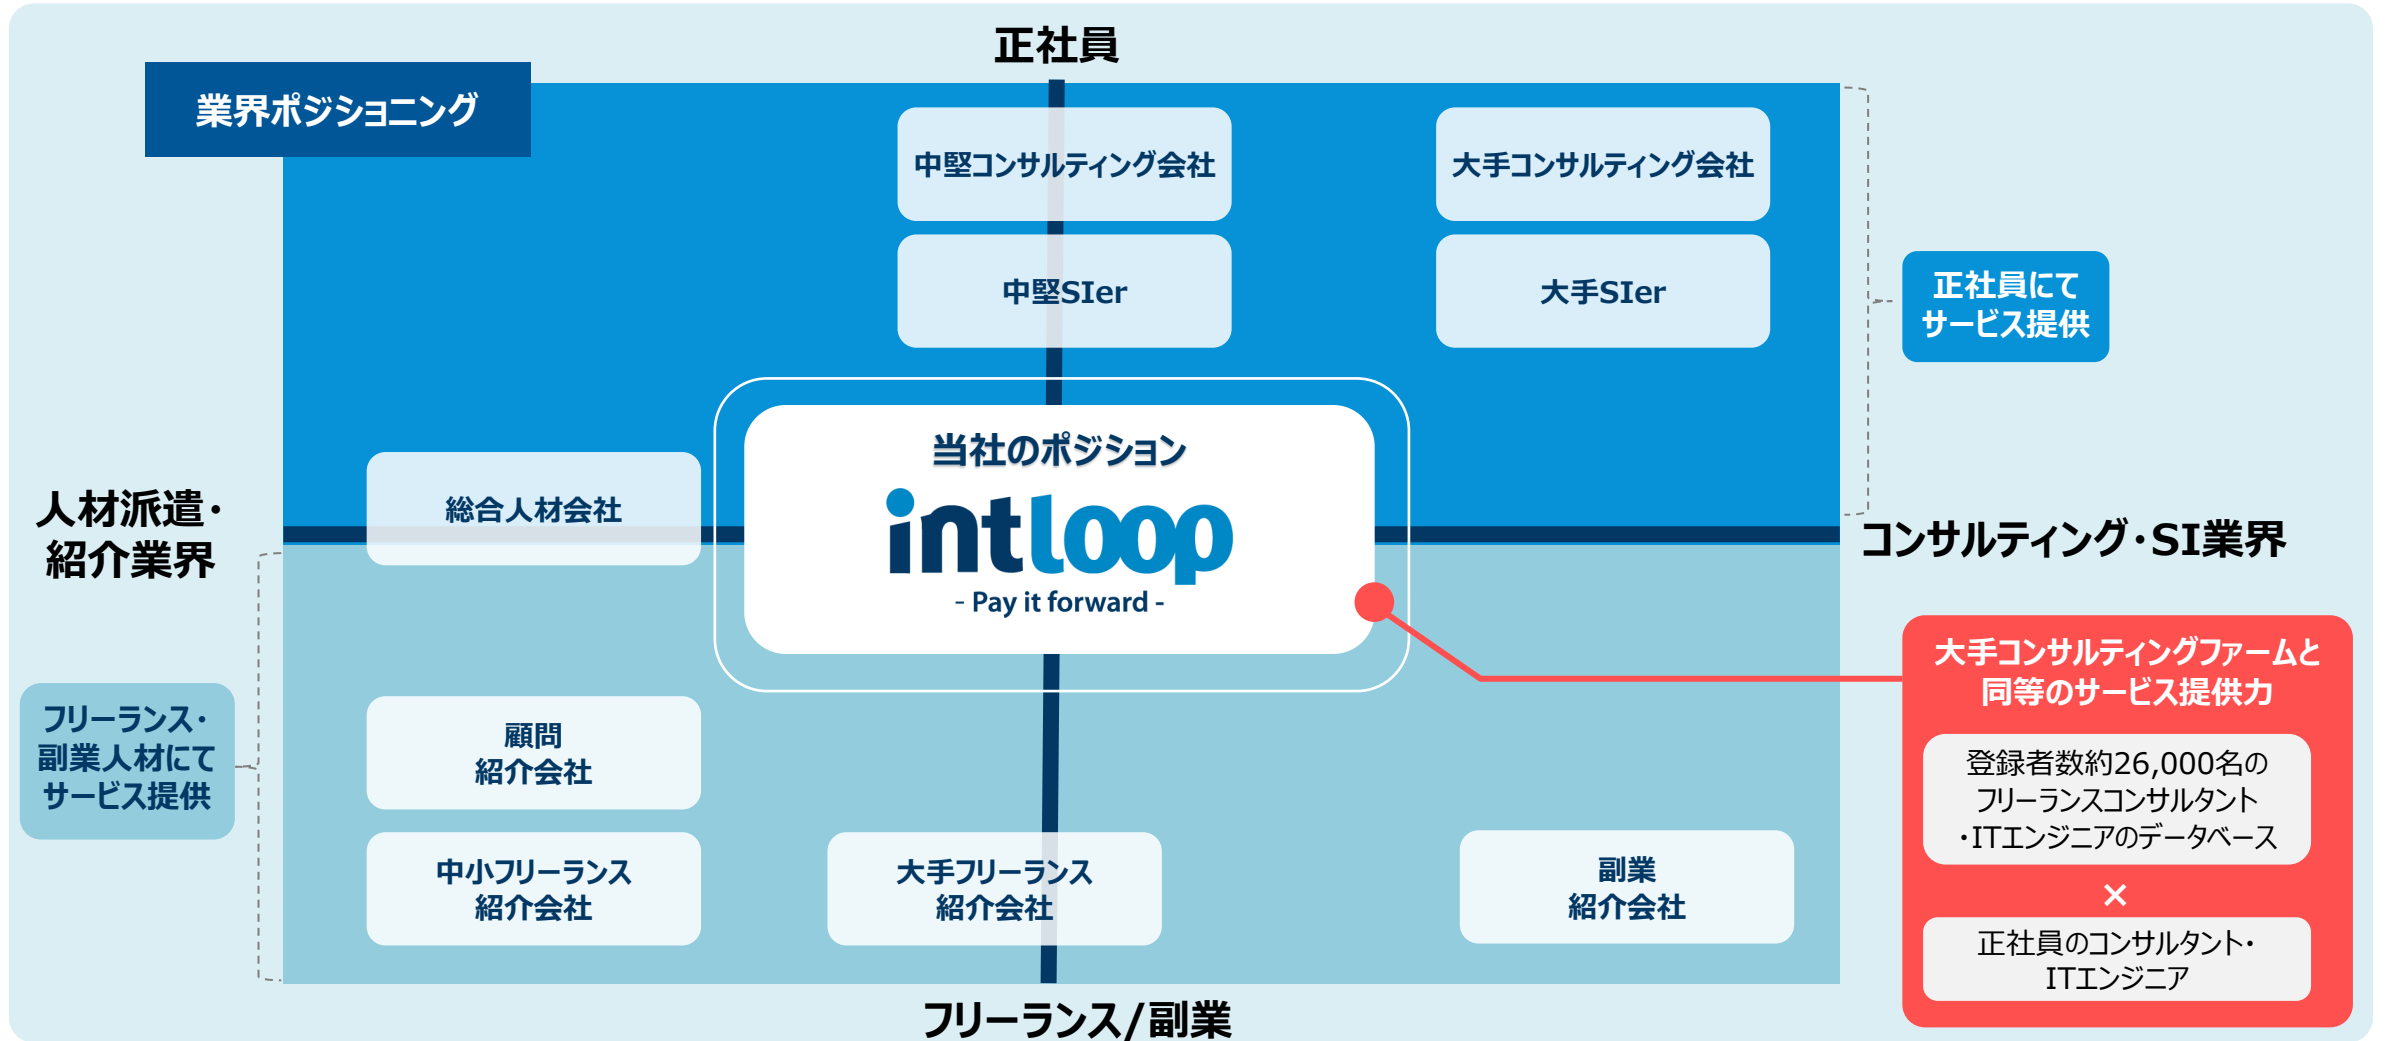 正社員
業界ポジショニング
中堅コンサルティング会社
大手コンサルティング会社
中堅SIer
大手SIer
正社員にて
サービス提供
当社のポジション
intloop
- Pay it forward -
総合人材会社
人材派遣・
紹介業界
コンサルティング・SI業界
フリーランス・
副業人材にて
サービス提供
顧問
紹介会社
中小フリーランス
紹介会社
大手フリーランス
紹介会社
副業
紹介会社
大手コンサルティングファームと
同等のサービス提供力
登録者数約26,000名の
フリーランスコンサルタント
・ITエンジニアのデータベース
×
正社員のコンサルタント・
ITエンジニア
フリーランス/副業